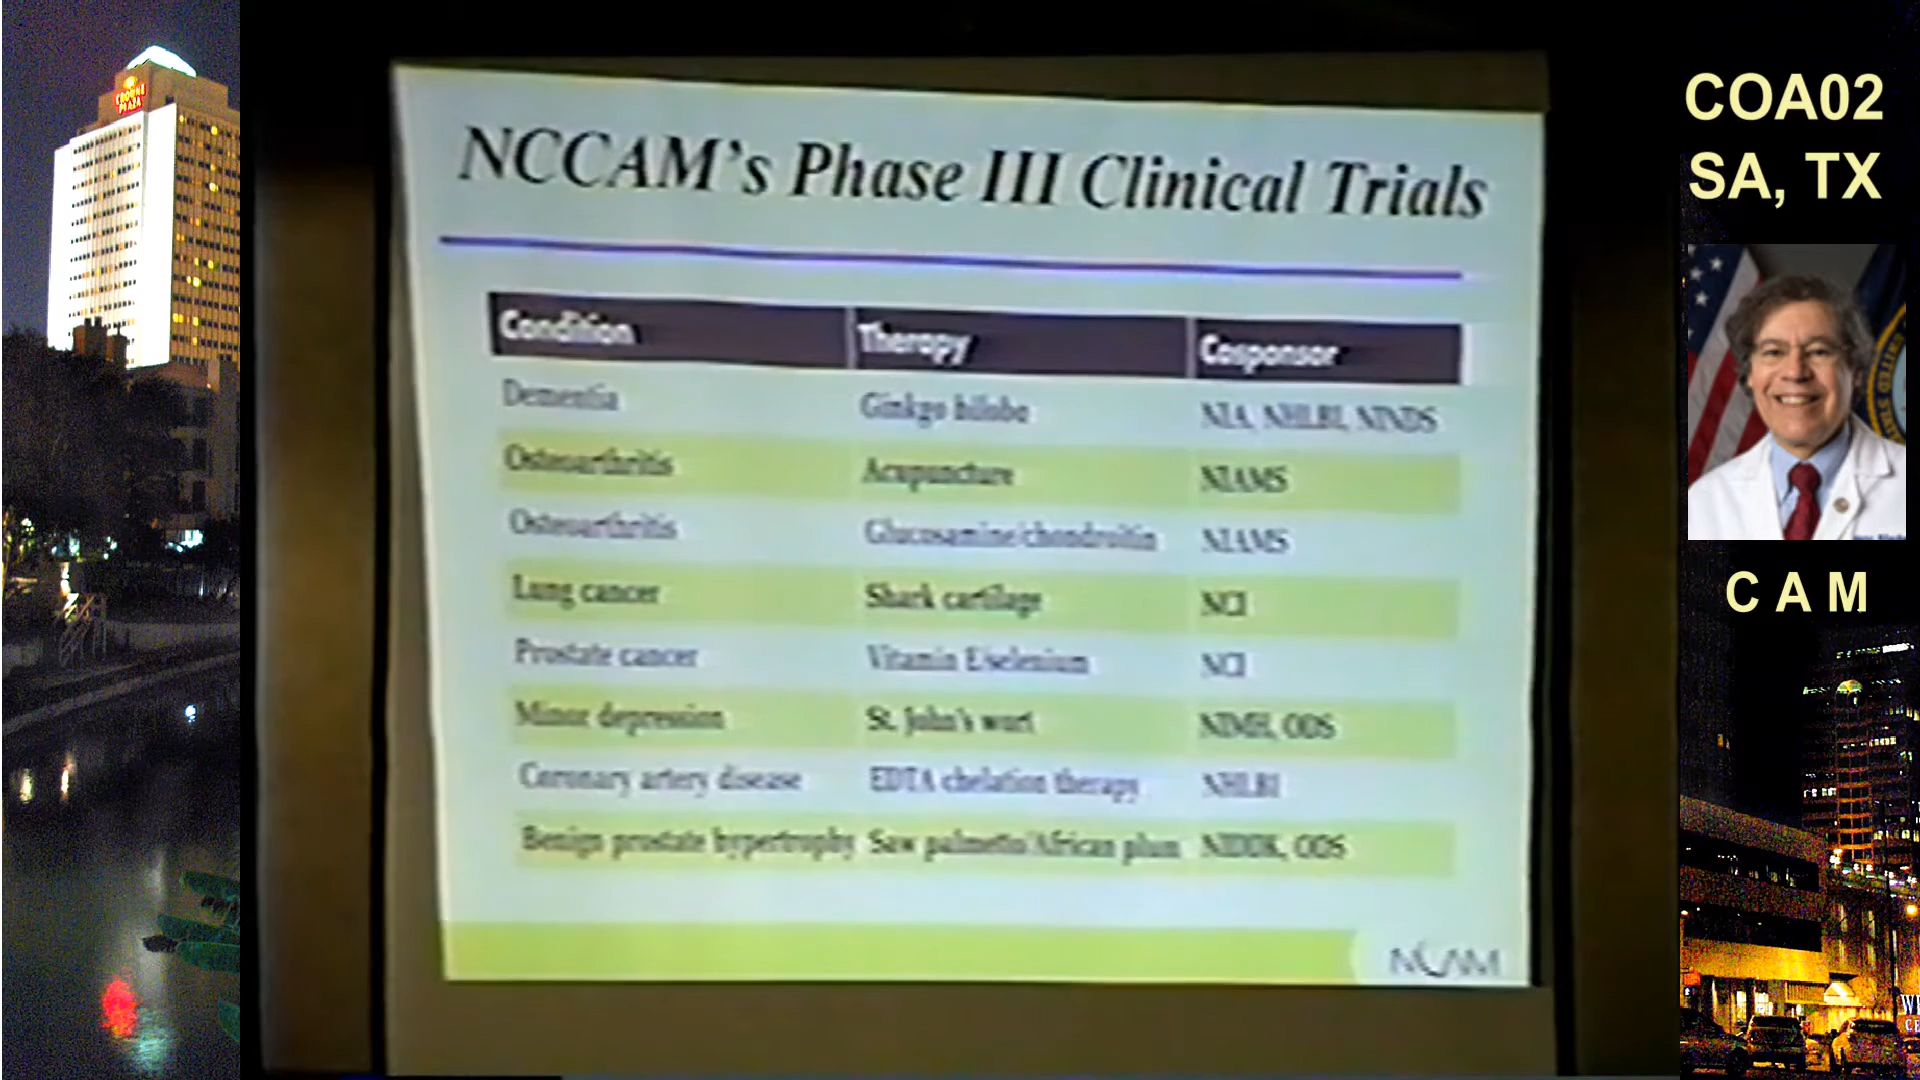 CROWNE
PLAZA
COA02
SA, TX
C A M
NCCAM's Phase III Clinical Trials
Condition Therapy Cosponsor
Dementia Ginkgo biloba NIA, NHLBI, NINDS
Osteoarthritis Acupuncture NIAMS
Osteoarthritis Glucosamine/chondroitin NIAMS
Lung cancer Shark cartilage NCI
Prostate cancer Vitamin E/selenium NCI
Minor depression St. John's wort NIMH, ODS
Coronary artery disease EDTA chelation therapy NHLBI
Benign prostate hypertrophy Saw palmetto/African plum NIDDK, ODS
NCCAM